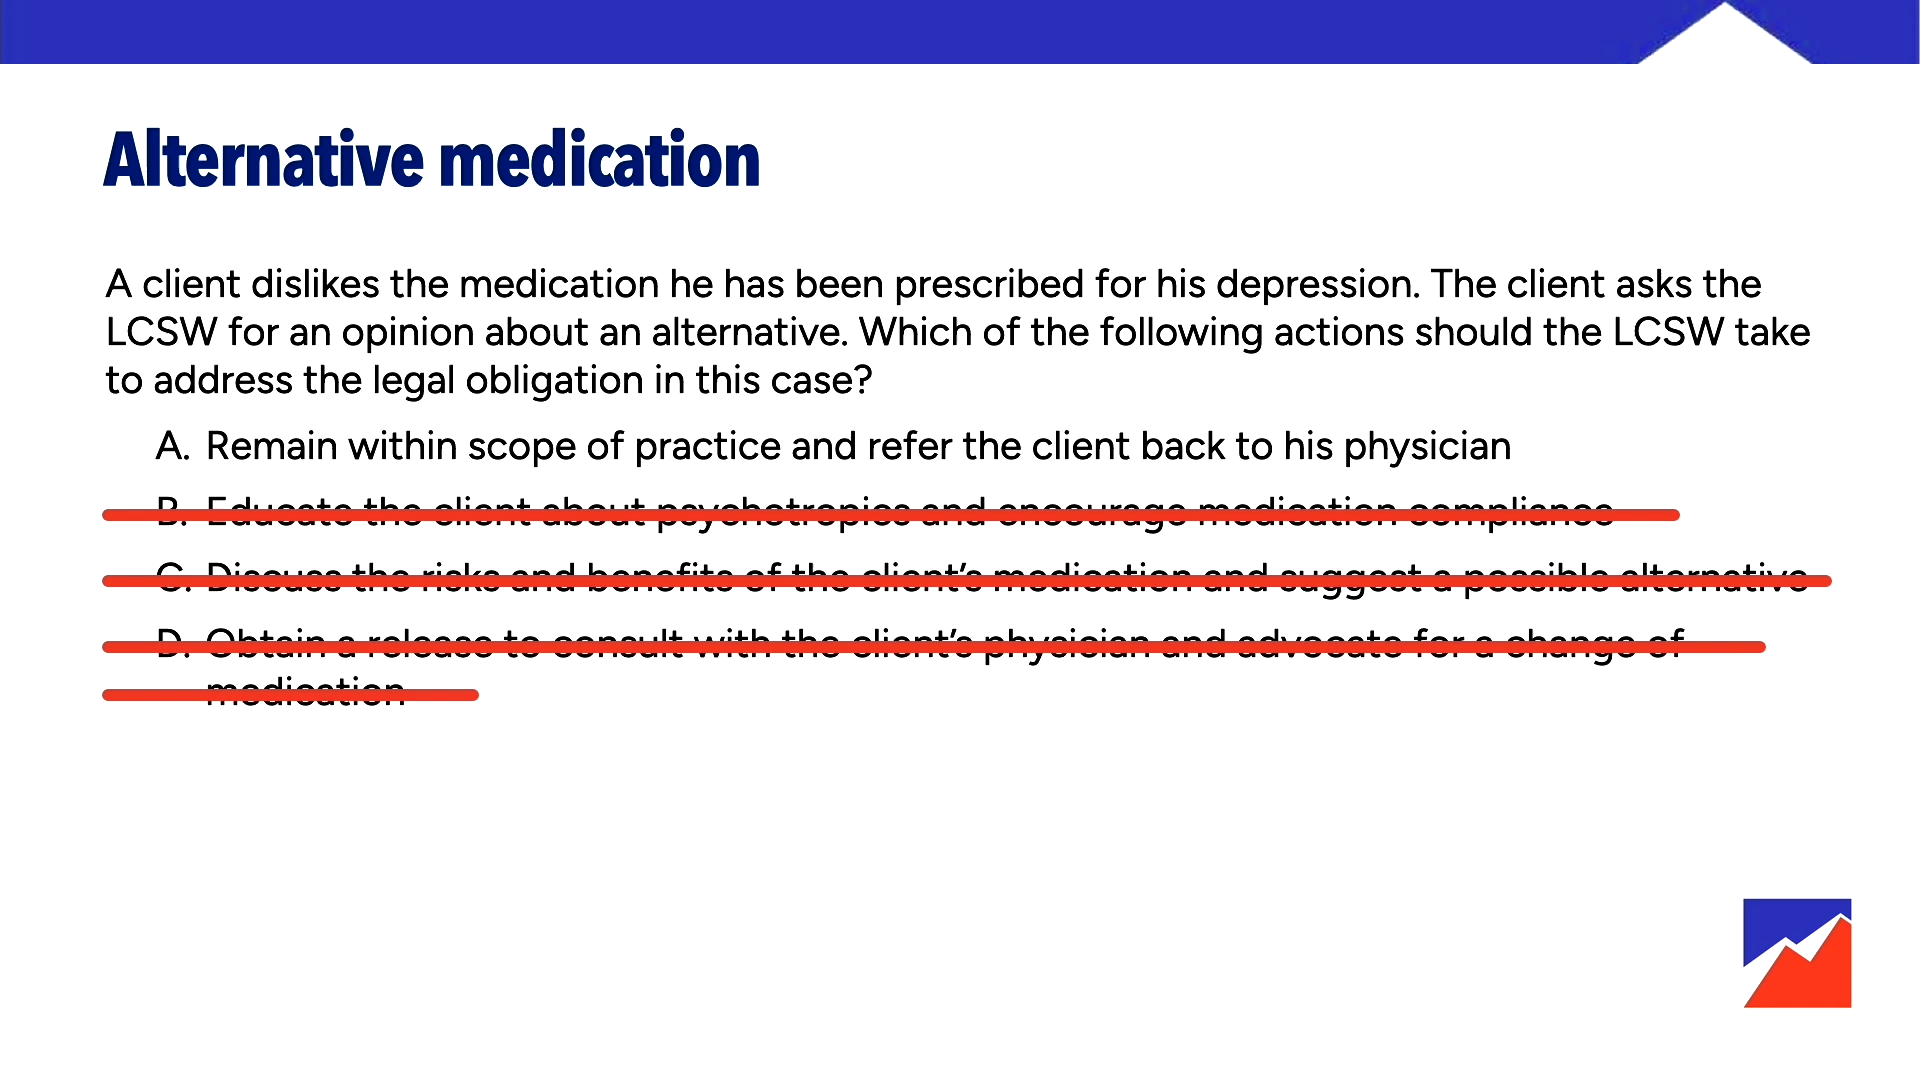 Alternative medication
A client dislikes the medication he has been prescribed for his depression. The client asks the
LCSW for an opinion about an alternative. Which of the following actions should the LCSW take
to address the legal obligation in this case?
A. Remain within scope of practice and refer the client back to his physician
B. Educate the client about psychotropics and encourage medication compliance
C. Discuss the risks and benefits of the client’s medication and suggest a possible alternative
D. Obtain a release to consult with the client’s physician and advocate for a change of
medication